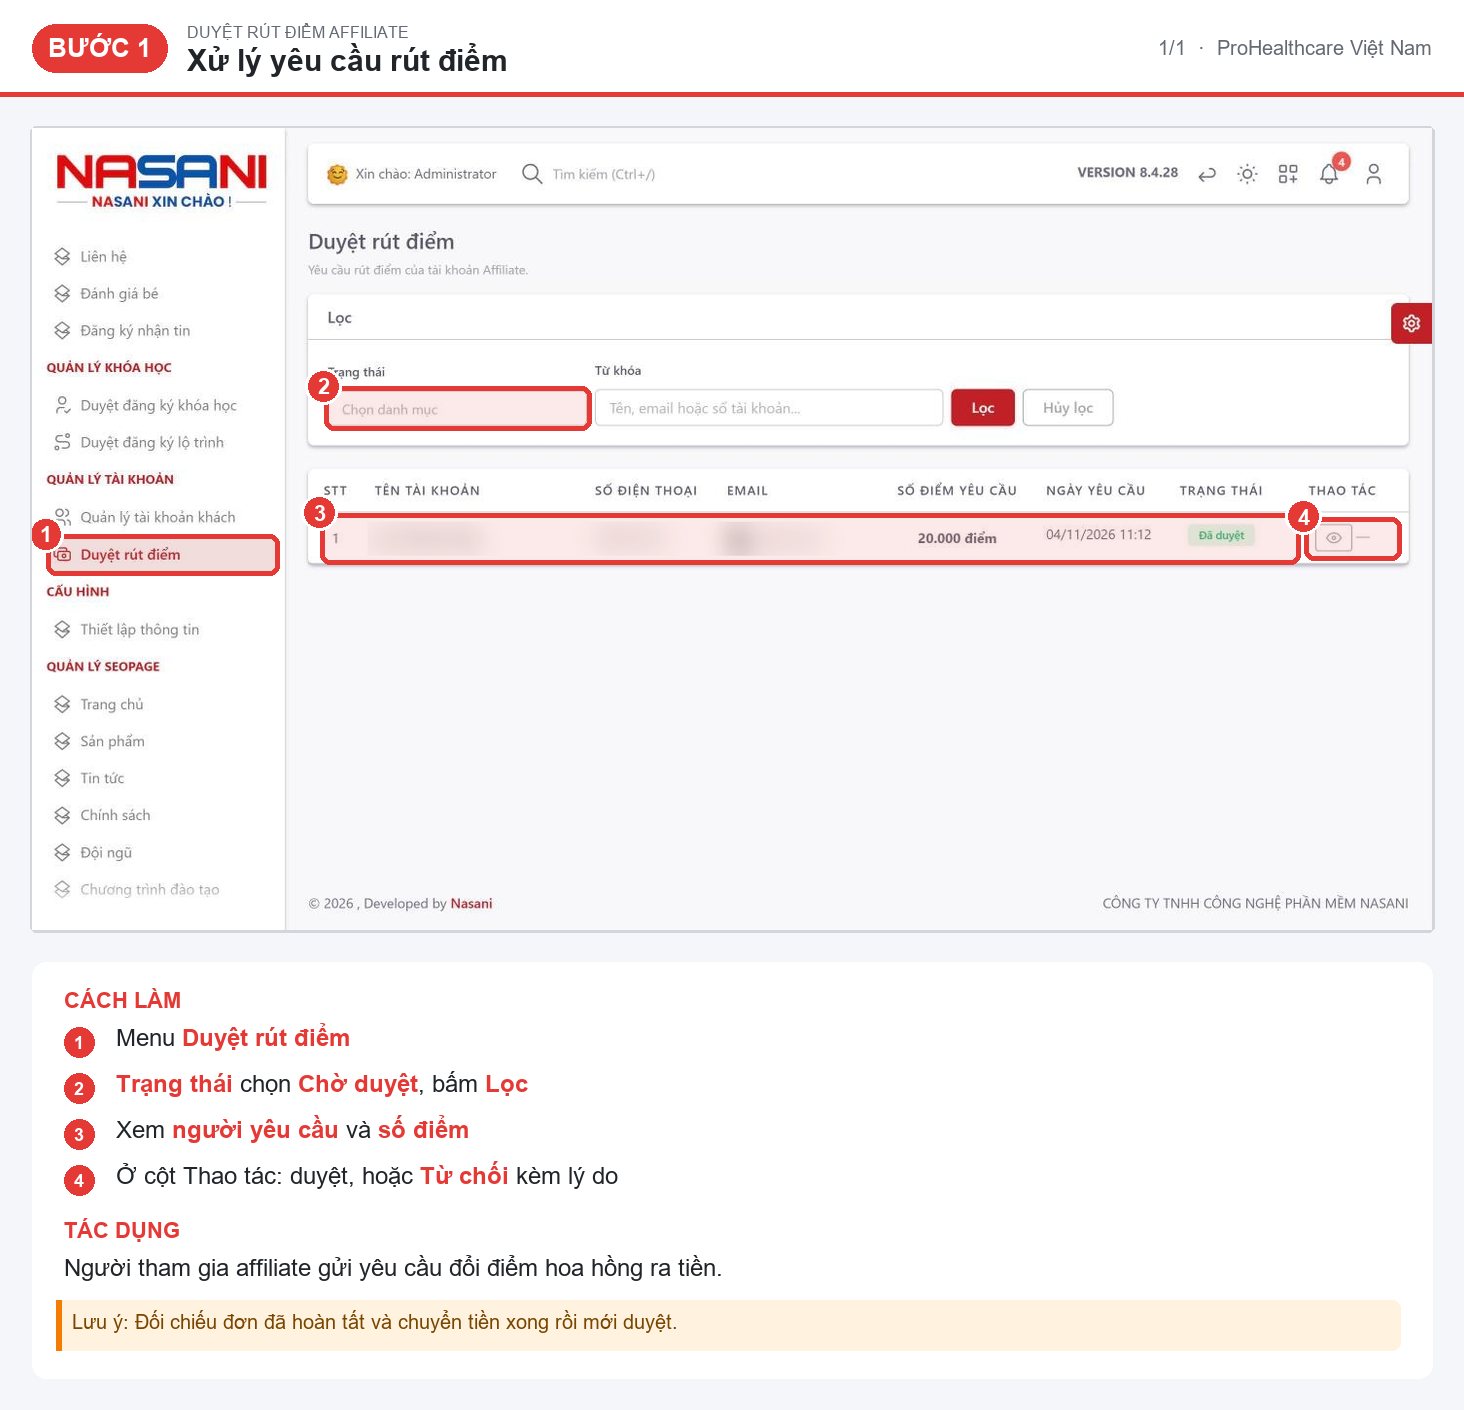 BƯỚC 1
DUYỆT RÚT ĐIỂM AFFILIATE
Xử lý yêu cầu rút điểm
1/1 · ProHealthcare Việt Nam
NASANI
NASANI XIN CHÀO !
Xin chào: Administrator
Tìm kiếm (Ctrl+/)
VERSION 8.4.28
4
Liên hệ
Đánh giá bé
Đăng ký nhận tin
QUẢN LÝ KHÓA HỌC
Duyệt đăng ký khóa học
Duyệt đăng ký lộ trình
QUẢN LÝ TÀI KHOẢN
Quản lý tài khoản khách
1
Duyệt rút điểm
CẤU HÌNH
Thiết lập thông tin
QUẢN LÝ SEOPAGE
Trang chủ
Sản phẩm
Tin tức
Chính sách
Đội ngũ
Chương trình đào tạo
Duyệt rút điểm
Yêu cầu rút điểm của tài khoản Affiliate.
Lọc
Trạng thái
Từ khóa
2
Chọn danh mục
Tên, email hoặc số tài khoản...
Lọc
Hủy lọc
STT TÊN TÀI KHOẢN SỐ ĐIỆN THOẠI EMAIL SỐ ĐIỂM YÊU CẦU NGÀY YÊU CẦU TRẠNG THÁI THAO TÁC
3
4
1 20.000 điểm 04/11/2026 11:12 Đã duyệt —
© 2026 , Developed by Nasani
CÔNG TY TNHH CÔNG NGHỆ PHẦN MỀM NASANI
CÁCH LÀM
1 Menu Duyệt rút điểm
2 Trạng thái chọn Chờ duyệt, bấm Lọc
3 Xem người yêu cầu và số điểm
4 Ở cột Thao tác: duyệt, hoặc Từ chối kèm lý do
TÁC DỤNG
Người tham gia affiliate gửi yêu cầu đổi điểm hoa hồng ra tiền.
Lưu ý: Đối chiếu đơn đã hoàn tất và chuyển tiền xong rồi mới duyệt.